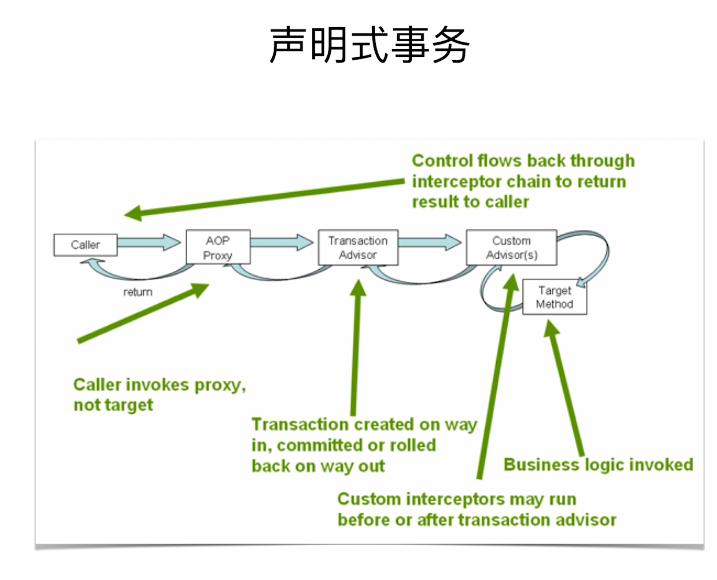 声明式事务
Control flows back through
interceptor chain to return
result to caller
Caller
AOP
Proxy
Transaction
Advisor
Custom
Advisor(s)
Target
Method
return
Caller invokes proxy,
not target
Transaction created on way
in, committed or rolled
back on way out
Business logic invoked
Custom interceptors may run
before or after transaction advisor